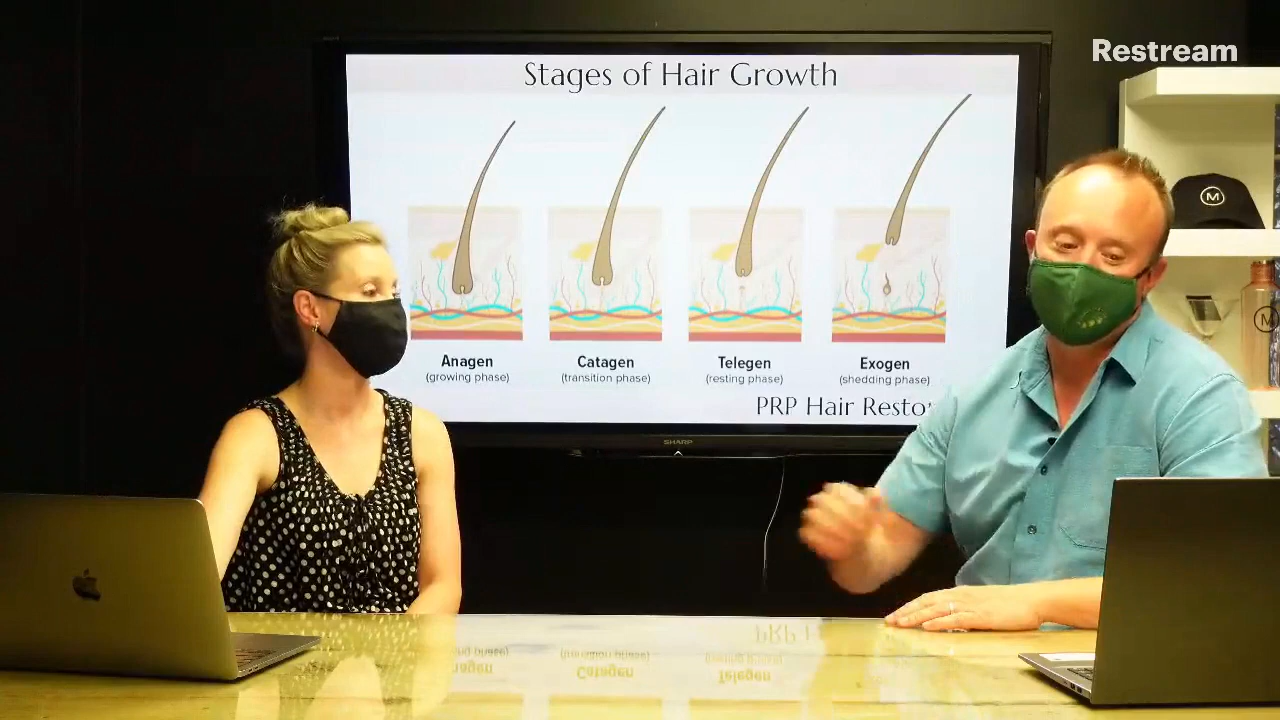 Restream
Stages of Hair Growth
M
Anagen
(growing phase)
Catagen
(transition phase)
Telegen
(resting phase)
Exogen
(shedding phase)
PRP Hair
SHARP
M